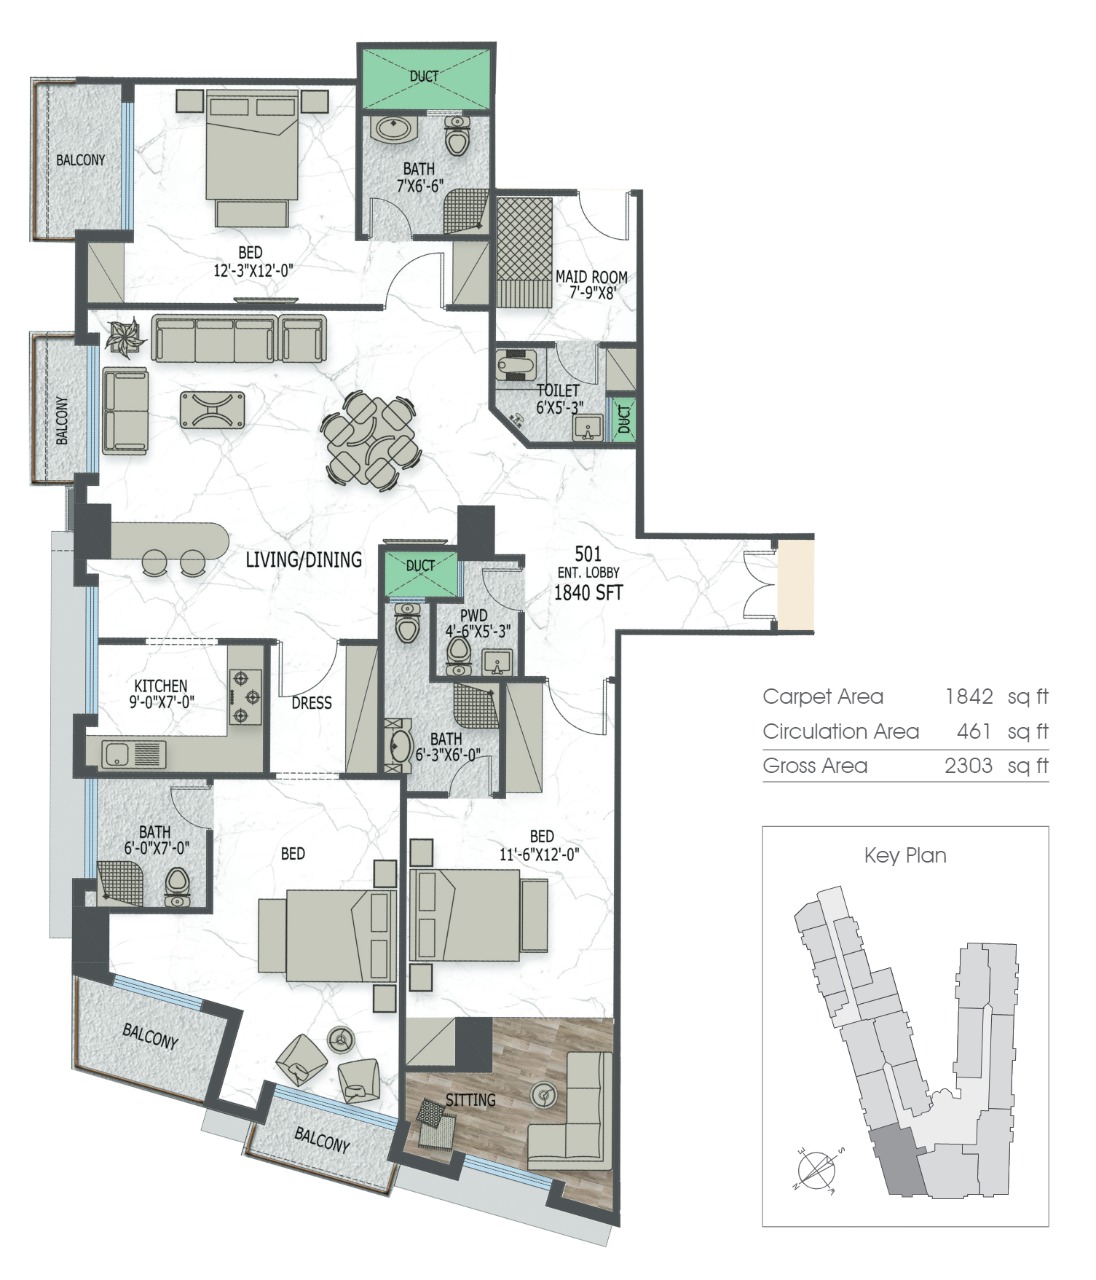 DUCT
BALCONY
BATH
7'X6'-6"
BED
12'-3"X12'-0"
MAID ROOM
7'-9"X8'
BALCONY
TOILET
6'X5'-3"
DUCT
LIVING/DINING
DUCT
501
ENT. LOBBY
1840 SFT
PWD
4'-6"X5'-3"
KITCHEN
9'-0"X7'-0"
DRESS
BATH
6'-3"X6'-0"
BATH
6'-0"X7'-0"
BED
BED
11'-6"X12'-0"
BALCONY
SITTING
BALCONY
Carpet Area 1842 sq ft
Circulation Area 461 sq ft
Gross Area 2303 sq ft
Key Plan
S
N